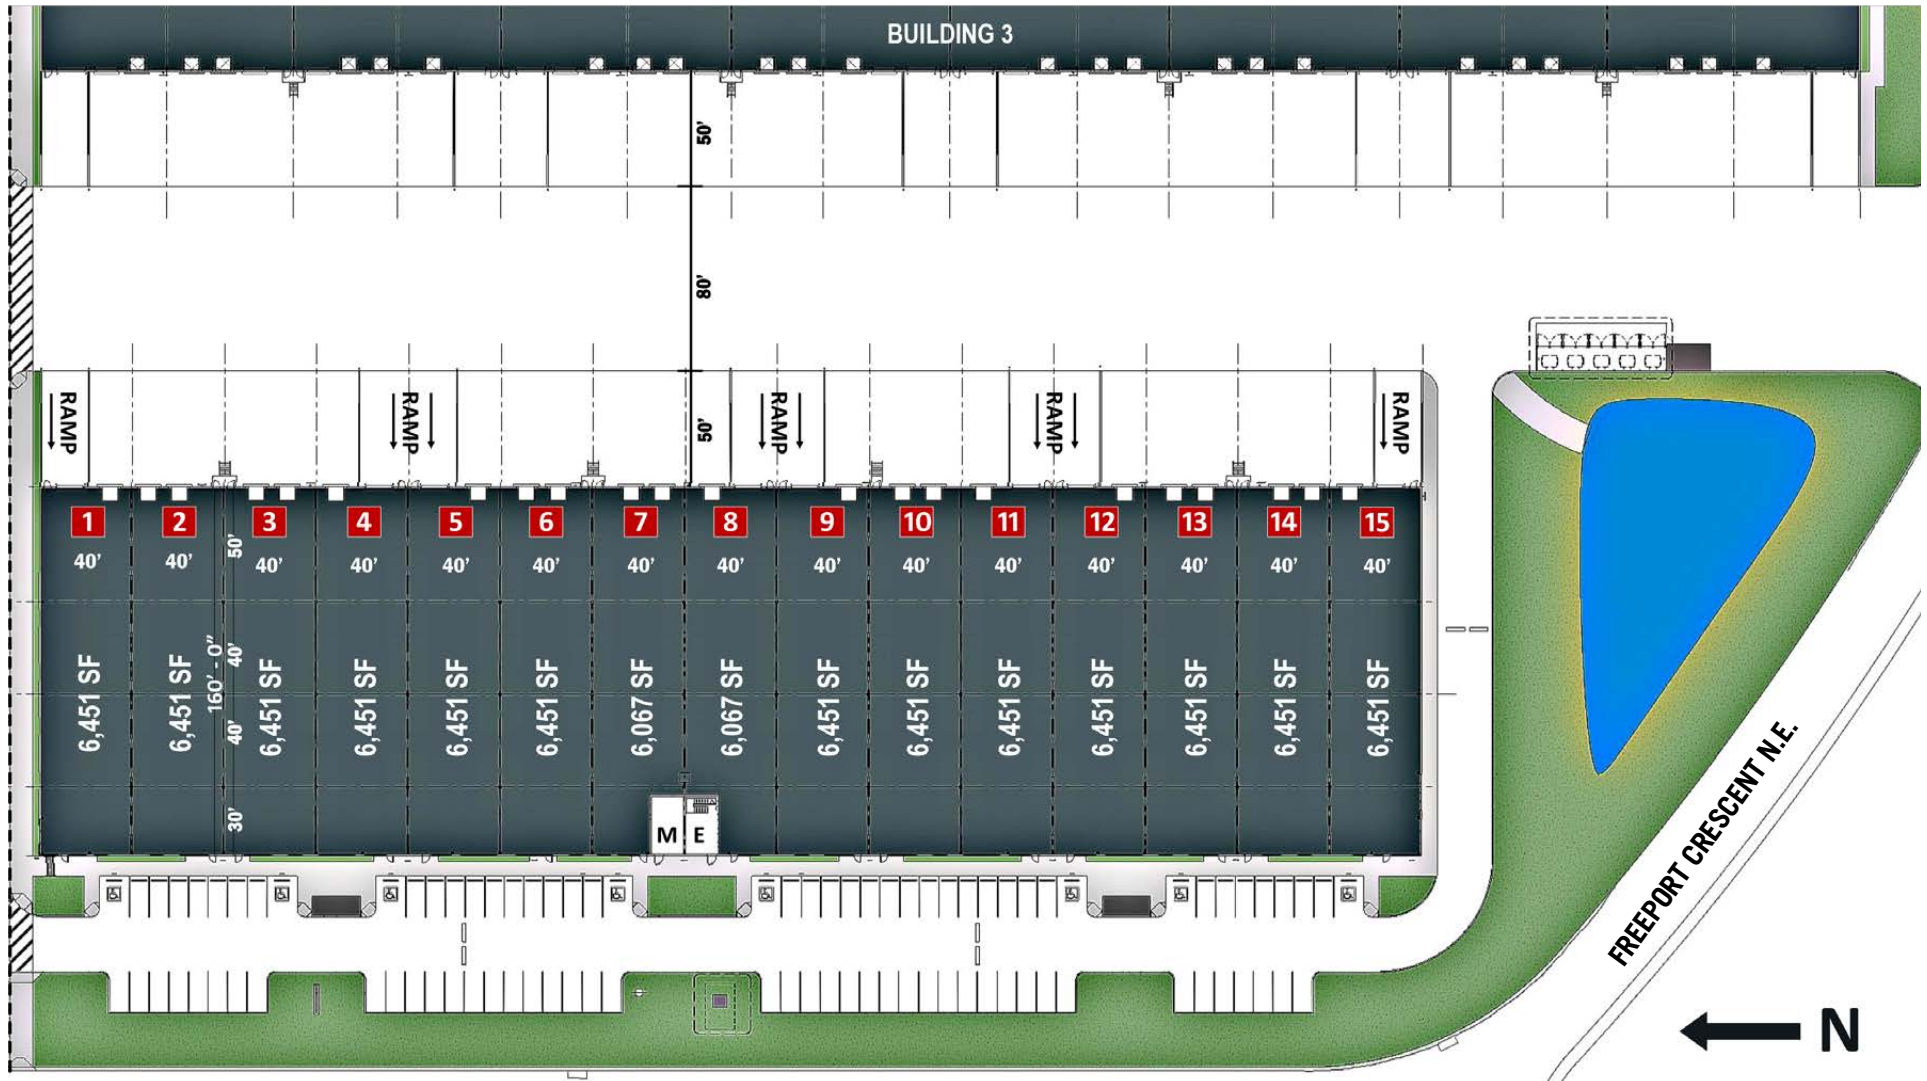 BUILDING 3
50'
80'
50'
RAMP
RAMP
RAMP
RAMP
RAMP
1 2 3 4 5 6 7 8 9 10 11 12 13 14 15
40' 40' 40' 40' 40' 40' 40' 40' 40' 40' 40' 40' 40' 40' 40'
50'
40'
160' - 0"
40'
30'
6,451 SF
6,451 SF
6,451 SF
6,451 SF
6,451 SF
6,451 SF
6,067 SF
6,067 SF
6,451 SF
6,451 SF
6,451 SF
6,451 SF
6,451 SF
6,451 SF
6,451 SF
M E
FREEPORT CRESCENT N.E.
N